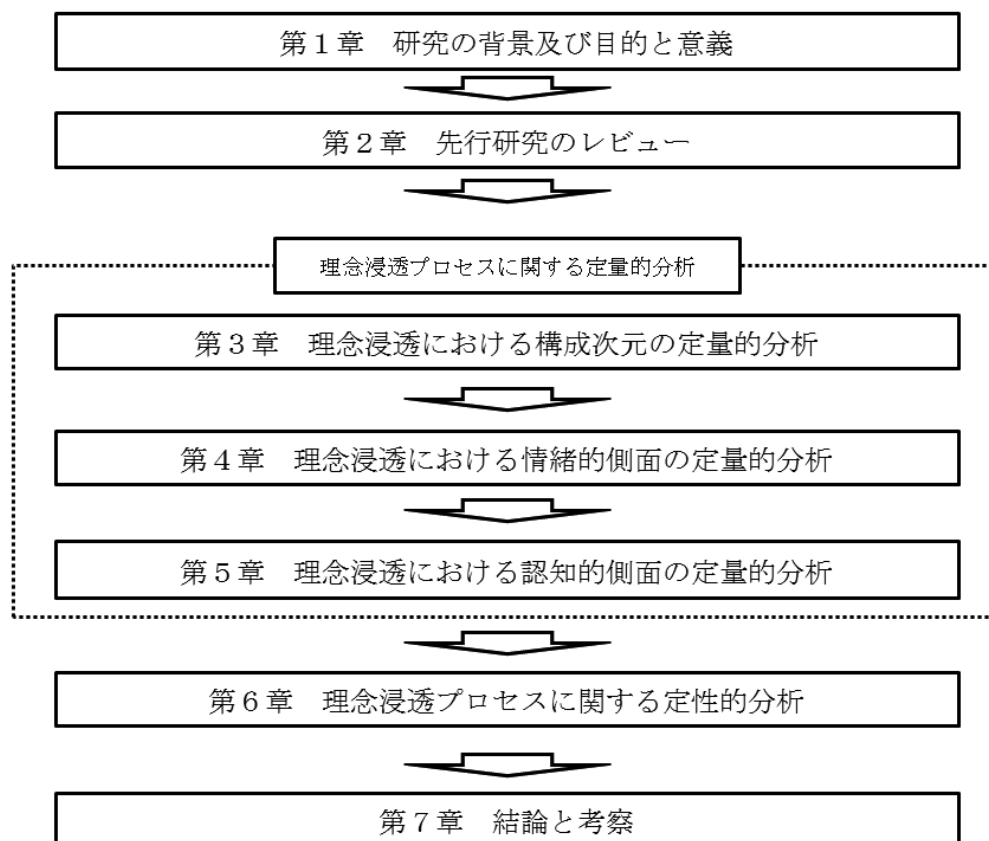 第１章　研究の背景及び目的と意義
第２章　先行研究のレビュー
理念浸透プロセスに関する定量的分析
第３章　理念浸透における構成次元の定量的分析
第４章　理念浸透における情緒的側面の定量的分析
第５章　理念浸透における認知的側面の定量的分析
第６章　理念浸透プロセスに関する定性的分析
第７章　結論と考察